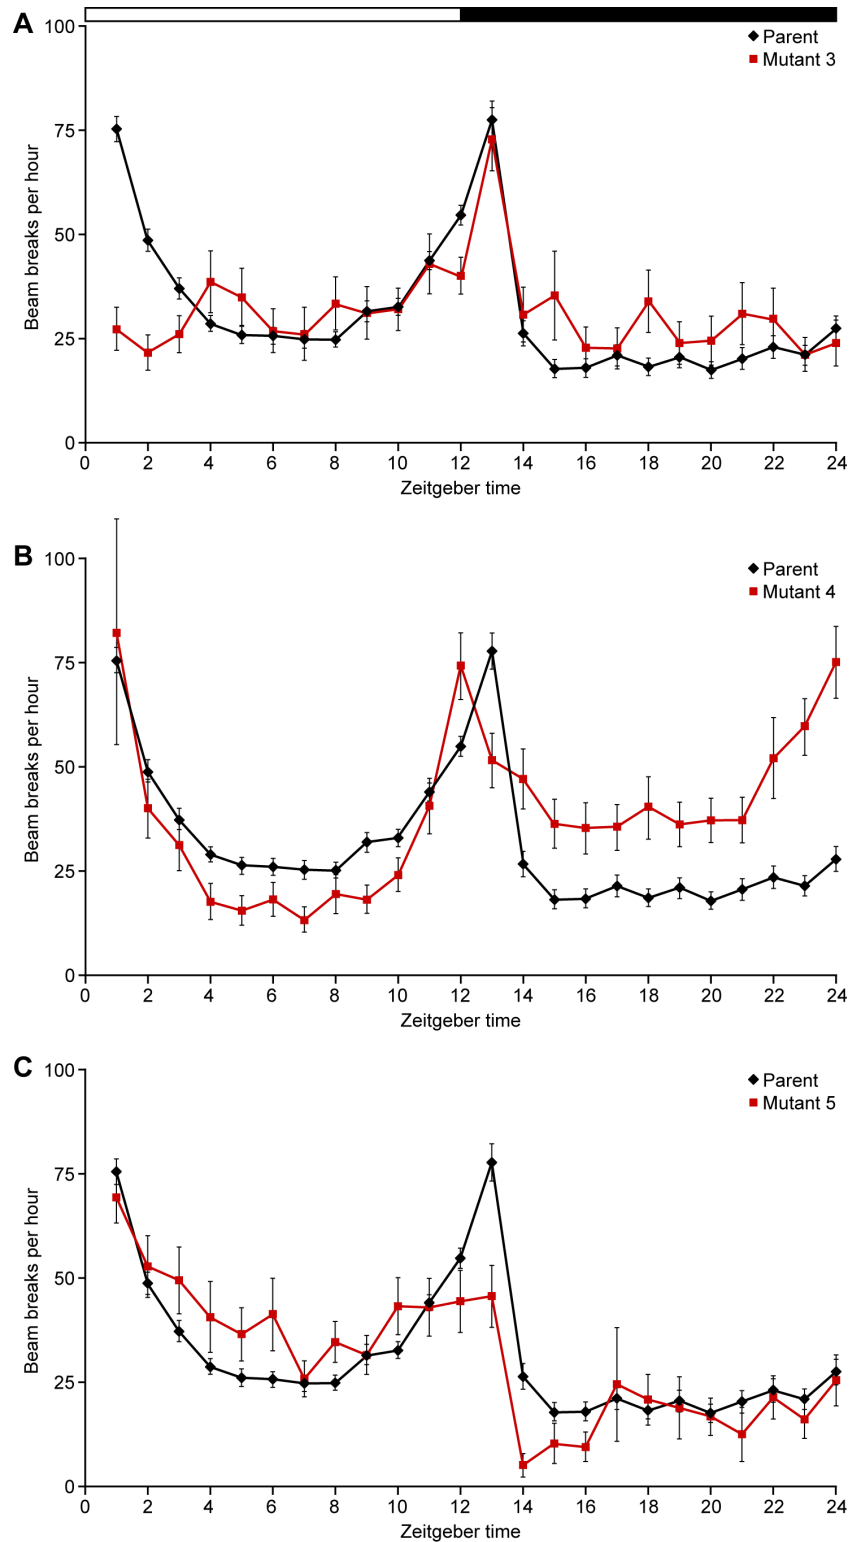 A
Parent
Mutant 3
100
75
50
25
0
Beam breaks per hour
0 2 4 6 8 10 12 14 16 18 20 22 24
Zeitgeber time
B
Parent
Mutant 4
100
75
50
25
0
Beam breaks per hour
0 2 4 6 8 10 12 14 16 18 20 22 24
Zeitgeber time
C
Parent
Mutant 5
100
75
50
25
0
Beam breaks per hour
0 2 4 6 8 10 12 14 16 18 20 22 24
Zeitgeber time